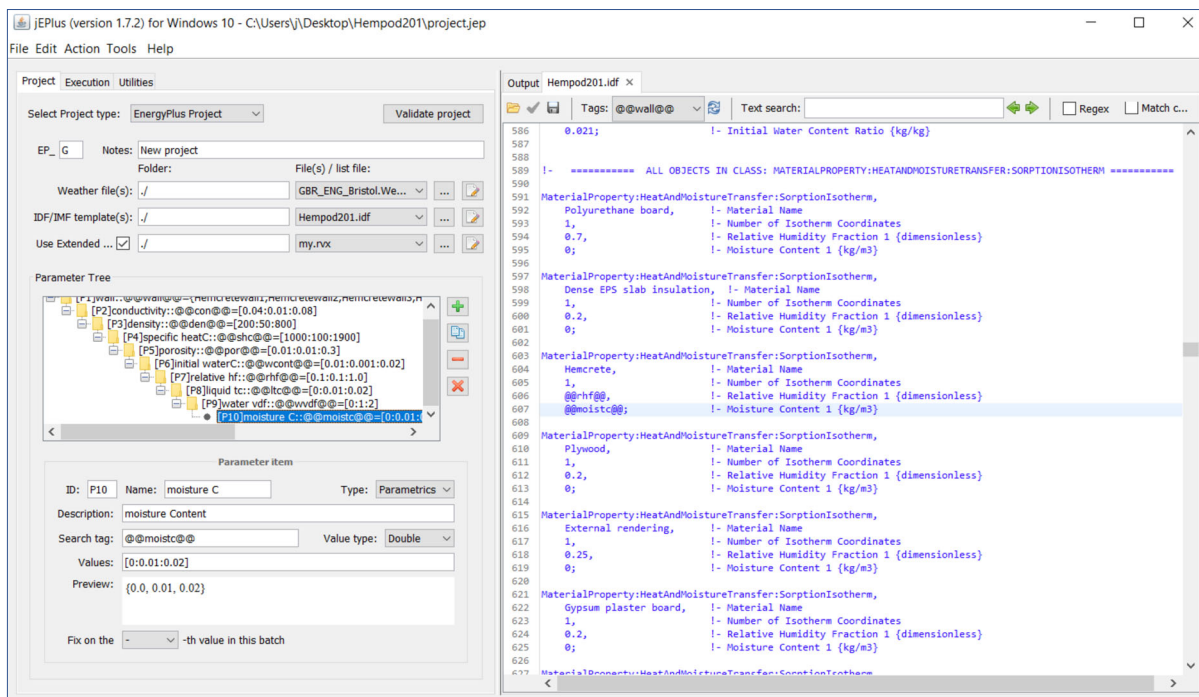 jEPlus (version 1.7.2) for Windows 10 - C:\Users\j\Desktop\Hempod201\project.jep
File Edit Action Tools Help
Project Execution Utilities
Select Project type: EnergyPlus Project Validate project
EP_ G Notes: New project
Folder: File(s) / list file:
Weather file(s): ./ GBR_ENG_Bristol.We... ...
IDF/IMF template(s): ./ Hempod201.idf ...
Use Extended ... ./ my.rvx ...
Parameter Tree
[P1]wall::@@wall@@={Hemcretewall1,Hemcretewall2,Hemcretewall3,H
[P2]conductivity::@@con@@=[0.04:0.01:0.08]
[P3]density::@@den@@=[200:50:800]
[P4]specific heatC::@@shc@@=[1000:100:1900]
[P5]porosity::@@por@@=[0.01:0.01:0.3]
[P6]initial waterC::@@wcont@@=[0.01:0.001:0.02]
[P7]relative hf::@@rhf@@=[0.1:0.1:1.0]
[P8]liquid tc::@@ltc@@=[0:0.01:0.02]
[P9]water vdf::@@wvdf@@=[0:1:2]
[P10]moisture C::@@moistc@@=[0:0.01:0
Parameter item
ID: P10 Name: moisture C Type: Parametrics
Description: moisture Content
Search tag: @@moistc@@ Value type: Double
Values: [0:0.01:0.02]
Preview: {0.0, 0.01, 0.02}
Fix on the - -th value in this batch
Output Hempod201.idf ×
Tags: @@wall@@ Text search: Regex Match c...
586 0.021; !- Initial Water Content Ratio {kg/kg}
587
588
589 !- =========== ALL OBJECTS IN CLASS: MATERIALPROPERTY:HEATANDMOISTURETRANSFER:SORPTIONISOTHERM ===========
590
591 MaterialProperty:HeatAndMoistureTransfer:SorptionIsotherm,
592 Polyurethane board, !- Material Name
593 1, !- Number of Isotherm Coordinates
594 0.7, !- Relative Humidity Fraction 1 {dimensionless}
595 0; !- Moisture Content 1 {kg/m3}
596
597 MaterialProperty:HeatAndMoistureTransfer:SorptionIsotherm,
598 Dense EPS slab insulation, !- Material Name
599 1, !- Number of Isotherm Coordinates
600 0.2, !- Relative Humidity Fraction 1 {dimensionless}
601 0; !- Moisture Content 1 {kg/m3}
602
603 MaterialProperty:HeatAndMoistureTransfer:SorptionIsotherm,
604 Hemcrete, !- Material Name
605 1, !- Number of Isotherm Coordinates
606 @@rhf@@, !- Relative Humidity Fraction 1 {dimensionless}
607 @@moistc@@; !- Moisture Content 1 {kg/m3}
608
609 MaterialProperty:HeatAndMoistureTransfer:SorptionIsotherm,
610 Plywood, !- Material Name
611 1, !- Number of Isotherm Coordinates
612 0.2, !- Relative Humidity Fraction 1 {dimensionless}
613 0; !- Moisture Content 1 {kg/m3}
614
615 MaterialProperty:HeatAndMoistureTransfer:SorptionIsotherm,
616 External rendering, !- Material Name
617 1, !- Number of Isotherm Coordinates
618 0.25, !- Relative Humidity Fraction 1 {dimensionless}
619 0; !- Moisture Content 1 {kg/m3}
620
621 MaterialProperty:HeatAndMoistureTransfer:SorptionIsotherm,
622 Gypsum plaster board, !- Material Name
623 1, !- Number of Isotherm Coordinates
624 0.2, !- Relative Humidity Fraction 1 {dimensionless}
625 0; !- Moisture Content 1 {kg/m3}
626
627 MaterialProperty:HeatAndMoistureTransfer:SorptionIsotherm